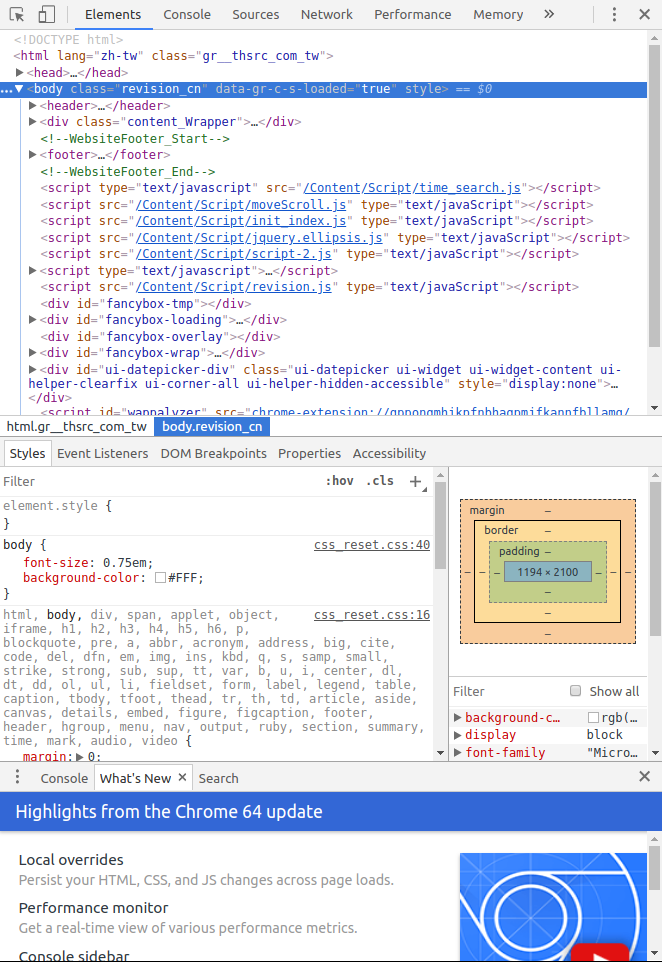 Elements Console Sources Network Performance Memory »
<!DOCTYPE html>
<html lang="zh-tw" class="gr__thsrc_com_tw">
▶<head>…</head>
…▼<body class="revision_cn" data-gr-c-s-loaded="true" style> == $0
▶<header>…</header>
▶<div class="content_Wrapper">…</div>
<!--WebsiteFooter_Start-->
▶<footer>…</footer>
<!--WebsiteFooter_End-->
<script type="text/javascript" src="/Content/Script/time_search.js"></script>
<script src="/Content/Script/moveScroll.js" type="text/javaScript"></script>
<script src="/Content/Script/init_index.js" type="text/javaScript"></script>
<script src="/Content/Script/jquery.ellipsis.js" type="text/javaScript"></script>
<script src="/Content/Script/script-2.js" type="text/javaScript"></script>
▶<script type="text/javascript">…</script>
<script src="/Content/Script/revision.js" type="text/javaScript"></script>
<div id="fancybox-tmp"></div>
▶<div id="fancybox-loading">…</div>
<div id="fancybox-overlay"></div>
▶<div id="fancybox-wrap">…</div>
▶<div id="ui-datepicker-div" class="ui-datepicker ui-widget ui-widget-content ui-
helper-clearfix ui-corner-all ui-helper-hidden-accessible" style="display:none">…
</div>
<script id="wappalyzer" src="chrome-extension://
html.gr__thsrc_com_tw body.revision_cn
Styles Event Listeners DOM Breakpoints Properties Accessibility
Filter :hov .cls +
element.style {
}
body { css_reset.css:40
font-size: 0.75em;
background-color: #FFF;
}
html, body, div, span, applet, object, css_reset.css:16
iframe, h1, h2, h3, h4, h5, h6, p,
blockquote, pre, a, abbr, acronym, address, big, cite,
code, del, dfn, em, img, ins, kbd, q, s, samp, small,
strike, strong, sub, sup, tt, var, b, u, i, center, dl,
dt, dd, ol, ul, li, fieldset, form, label, legend, table,
caption, tbody, tfoot, thead, tr, th, td, article, aside,
canvas, details, embed, figure, figcaption, footer,
header, hgroup, menu, nav, output, ruby, section, summary,
time, mark, audio, video {
margin:▶0;
margin –
border –
padding –
– – – 1194 × 2100 – – –
–
–
–
Filter Show all
▶background-c… rgb(…
▶display block
▶font-family "Micro…
Console What's New × Search
Highlights from the Chrome 64 update
Local overrides
Persist your HTML, CSS, and JS changes across page loads.
Performance monitor
Get a real-time view of various performance metrics.
Console sidebar